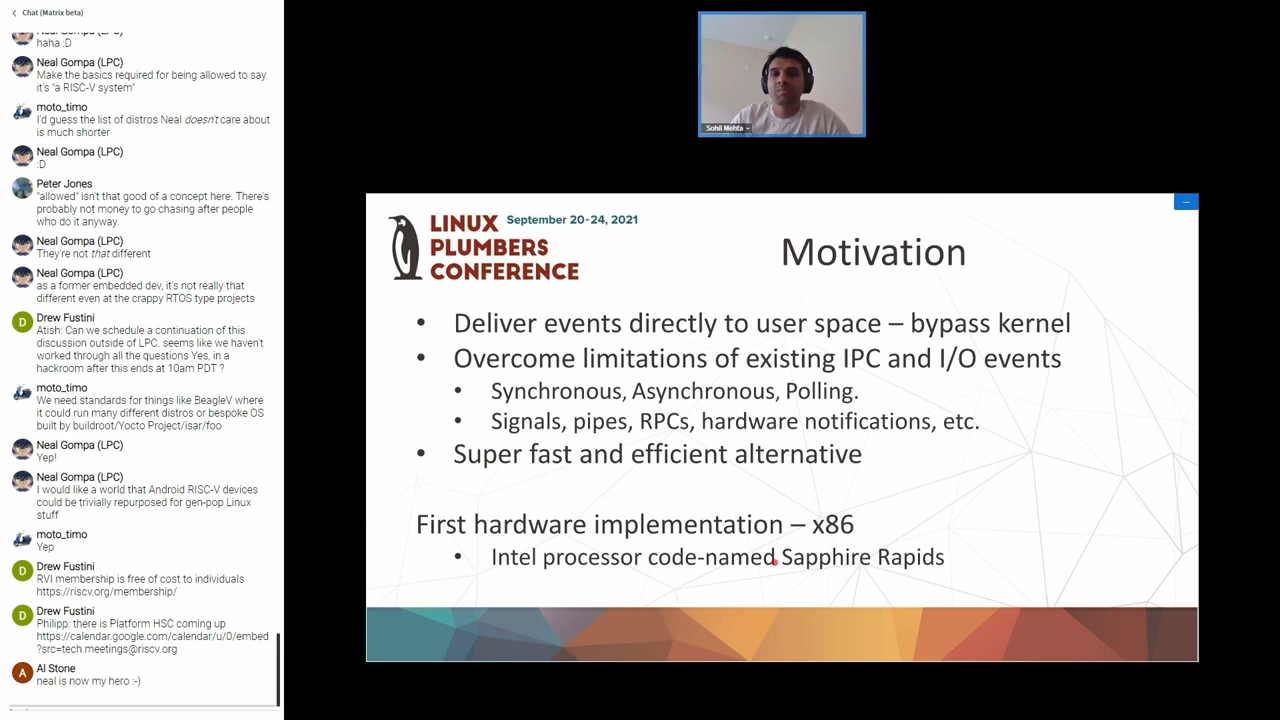 Chat (Matrix beta)
Neal Gompa (LPC)
haha :D
Neal Gompa (LPC)
Make the basics required for being allowed to say
it's "a RISC-V system"
moto_timo
I'd guess the list of distros Neal doesn't care about
is much shorter
Neal Gompa (LPC)
:D
Peter Jones
"allowed" isn't that good of a concept here. There's
probably not money to go chasing after people
who do it anyway.
Neal Gompa (LPC)
They're not that different
Neal Gompa (LPC)
as a former embedded dev, it's not really that
different even at the crappy RTOS type projects
D
Drew Fustini
Atish: Can we schedule a continuation of this
discussion outside of LPC. seems like we haven't
worked through all the questions Yes, in a
hackroom after this ends at 10am PDT ?
moto_timo
We need standards for things like BeagleV where
it could run many different distros or bespoke OS
built by buildroot/Yocto Project/isar/foo
Neal Gompa (LPC)
Yep!
Neal Gompa (LPC)
I would like a world that Android RISC-V devices
could be trivially repurposed for gen-pop Linux
stuff
moto_timo
Yep
D
Drew Fustini
RVI membership is free of cost to individuals
https://riscv.org/membership/
D
Drew Fustini
Philipp: there is Platform HSC coming up
https://calendar.google.com/calendar/u/0/embed
?src=tech.meetings@riscv.org
A
Al Stone
neal is now my hero :-)
Sohil Mehta
LINUX September 20-24, 2021
PLUMBERS
CONFERENCE
Motivation
• Deliver events directly to user space – bypass kernel
• Overcome limitations of existing IPC and I/O events
• Synchronous, Asynchronous, Polling.
• Signals, pipes, RPCs, hardware notifications, etc.
• Super fast and efficient alternative
First hardware implementation – x86
• Intel processor code-named Sapphire Rapids